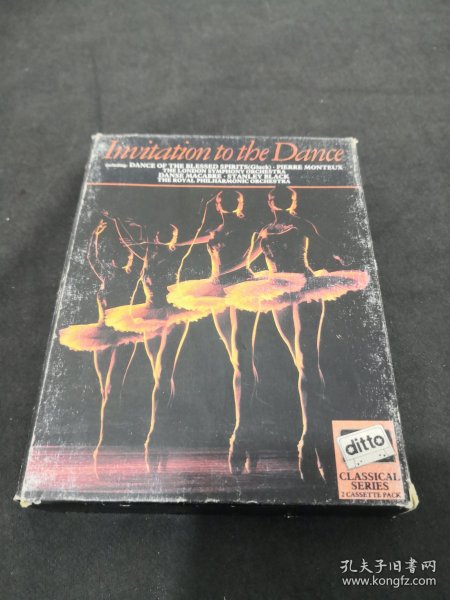 Invitation to the Dance
including DANCE OF THE BLESSED SPIRITS(Gluck) · PIERRE MONTEUX
THE LONDON SYMPHONY ORCHESTRA
DANSE MACABRE · STANLEY BLACK
THE ROYAL PHILHARMONIC ORCHESTRA
ditto
CLASSICAL
SERIES
2 CASSETTE PACK
孔夫子旧书网
www.kongfz.com